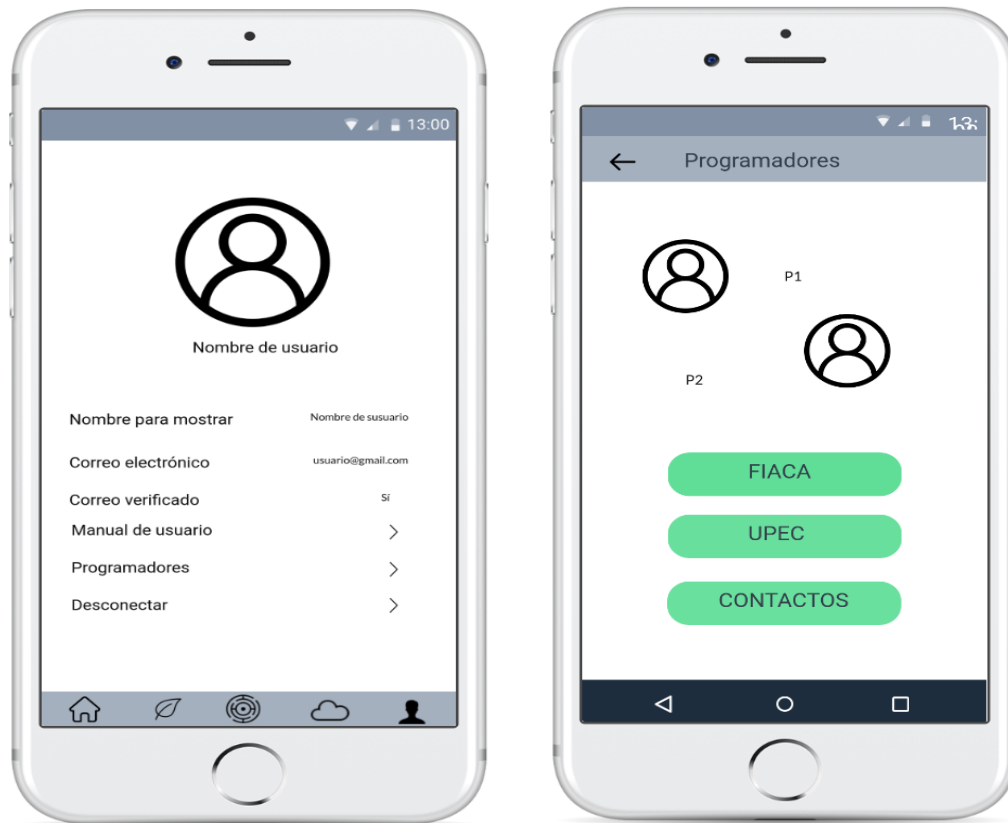 13:00
Nombre de usuario
Nombre para mostrar Nombre de susuario
Correo electrónico usuario@gmail.com
Correo verificado Sí
Manual de usuario
Programadores
Desconectar
Programadores
P1
P2
FIACA
UPEC
CONTACTOS